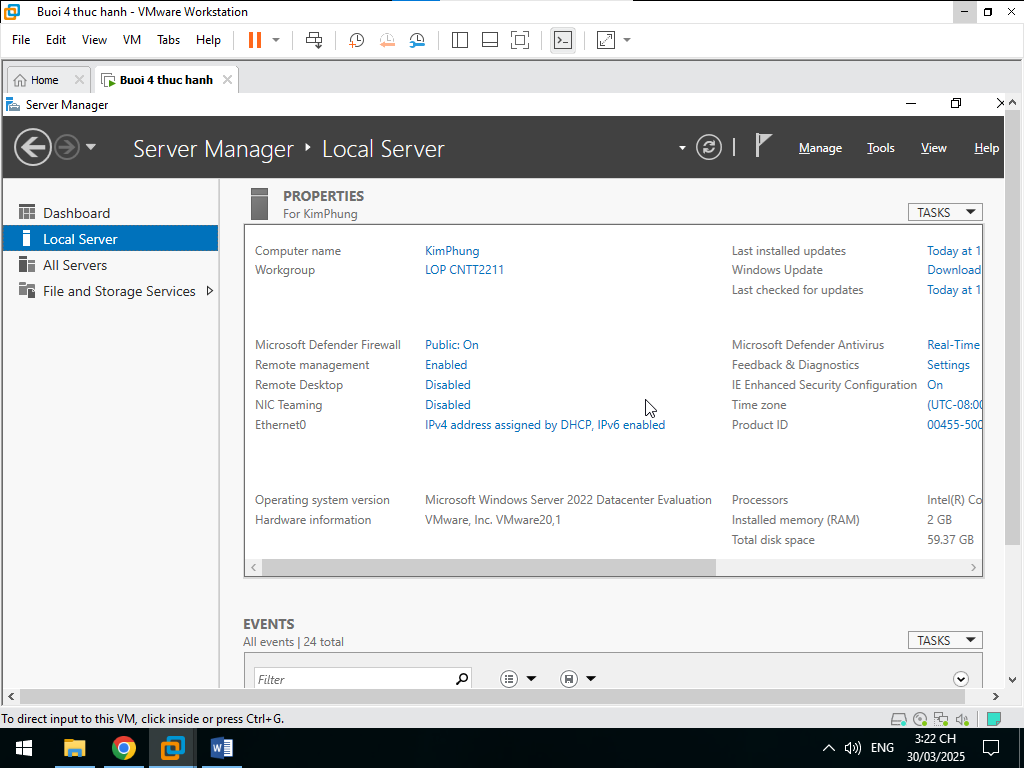 Buoi 4 thuc hanh - VMware Workstation
File Edit View VM Tabs Help
Home Buoi 4 thuc hanh
Server Manager
Server Manager Local Server Manage Tools View Help
Dashboard
Local Server
All Servers
File and Storage Services
PROPERTIES
For KimPhung
TASKS
Computer name KimPhung Last installed updates Today at 1
Workgroup LOP CNTT2211 Windows Update Download
Last checked for updates Today at 1
Microsoft Defender Firewall Public: On Microsoft Defender Antivirus Real-Time
Remote management Enabled Feedback & Diagnostics Settings
Remote Desktop Disabled IE Enhanced Security Configuration On
NIC Teaming Disabled Time zone (UTC-08:00
Ethernet0 IPv4 address assigned by DHCP, IPv6 enabled Product ID 00455-500
Operating system version Microsoft Windows Server 2022 Datacenter Evaluation Processors Intel(R) Co
Hardware information VMware, Inc. VMware20,1 Installed memory (RAM) 2 GB
Total disk space 59.37 GB
EVENTS
All events | 24 total
TASKS
Filter
To direct input to this VM, click inside or press Ctrl+G.
ENG
3:22 CH
30/03/2025